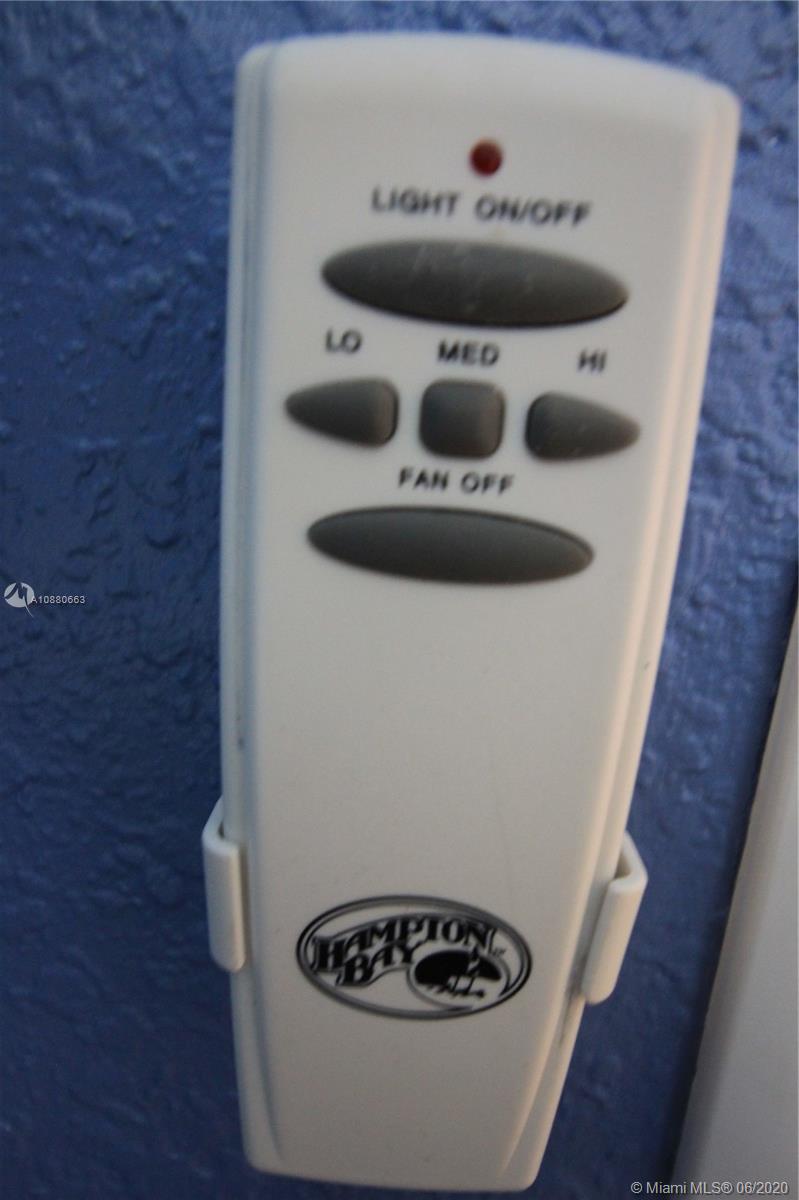 LIGHT ON/OFF
LO MED HI
FAN OFF
A10880663
HAMPTON
BAY
© Miami MLS® 06/2020